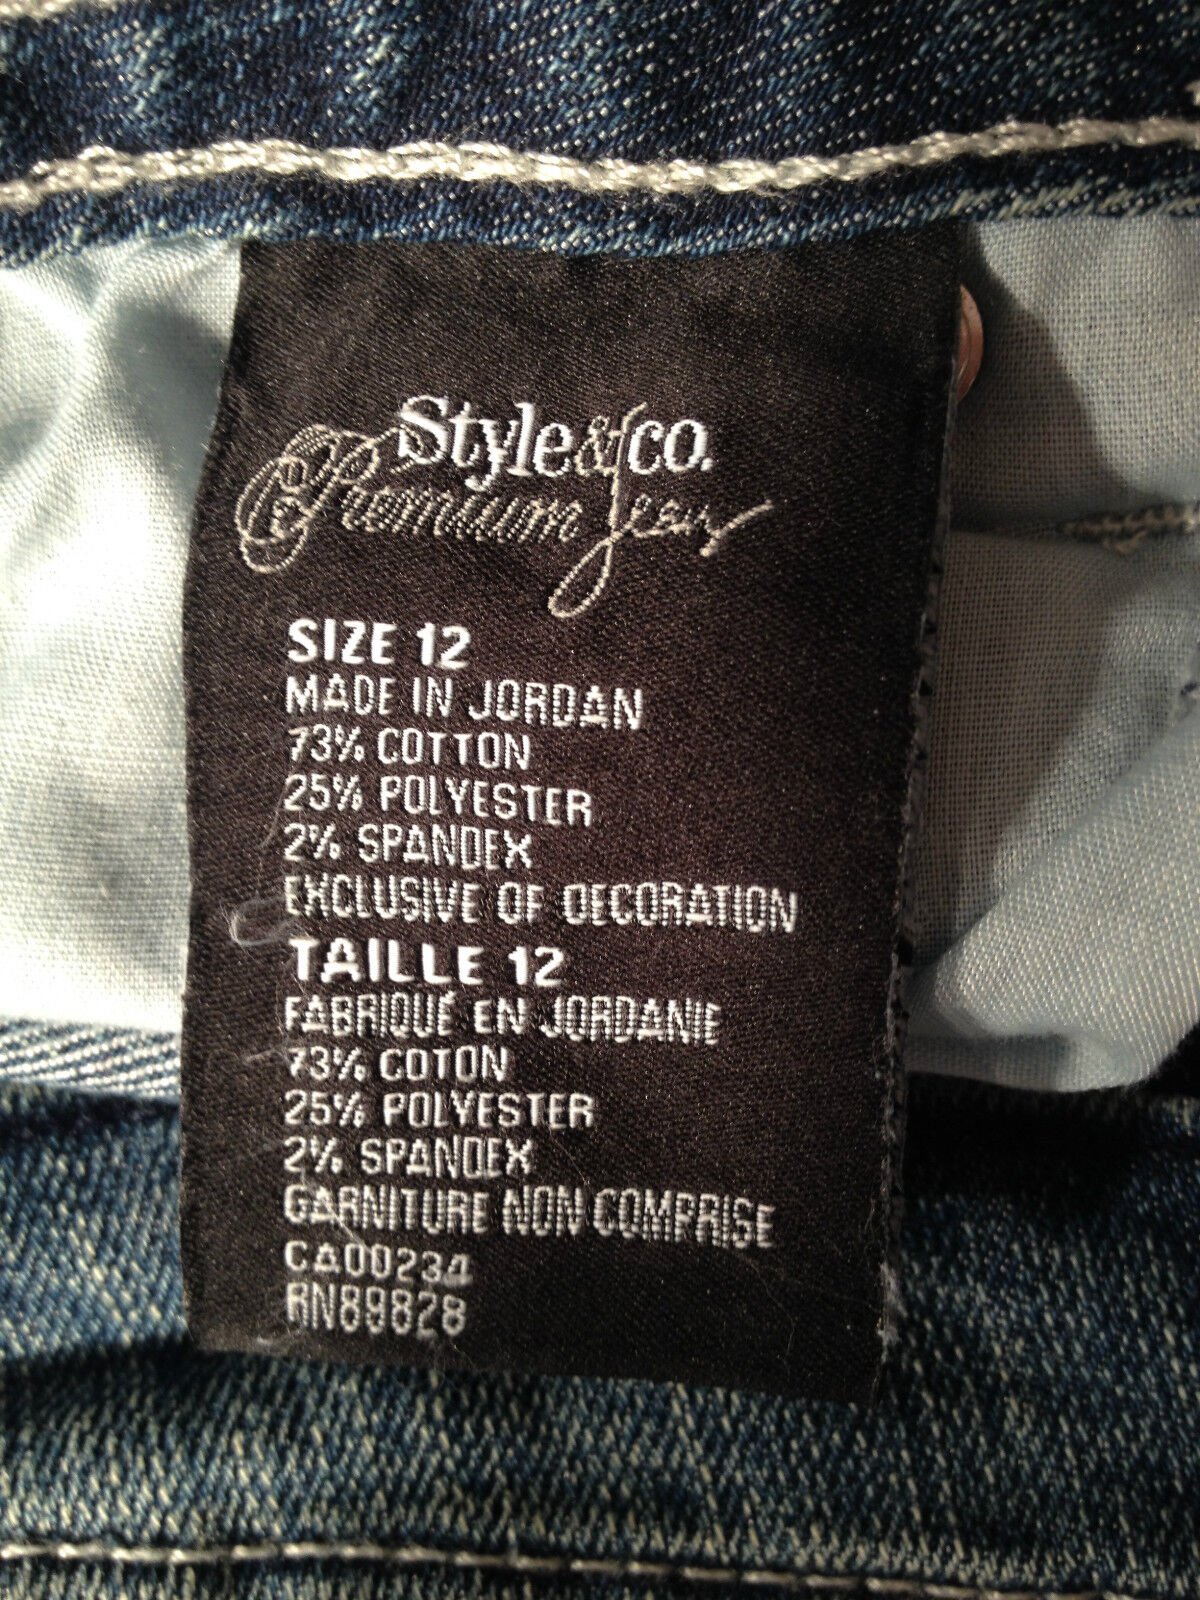 Style&co.
Premium Jeans
SIZE 12
MADE IN JORDAN
73% COTTON
25% POLYESTER
2% SPANDEX
EXCLUSIVE OF DECORATION
TAILLE 12
FABRIQUÉ EN JORDANIE
73% COTON
25% POLYESTER
2% SPANDEX
GARNITURE NON COMPRISE
CA00234
RN89828